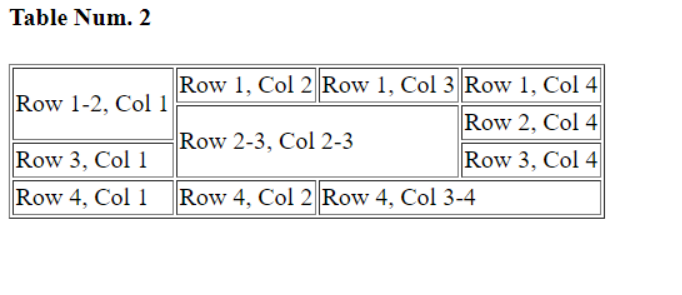 Table Num. 2
Row 1-2, Col 1
Row 1, Col 2
Row 1, Col 3
Row 1, Col 4
Row 2-3, Col 2-3
Row 2, Col 4
Row 3, Col 1
Row 3, Col 4
Row 4, Col 1
Row 4, Col 2
Row 4, Col 3-4